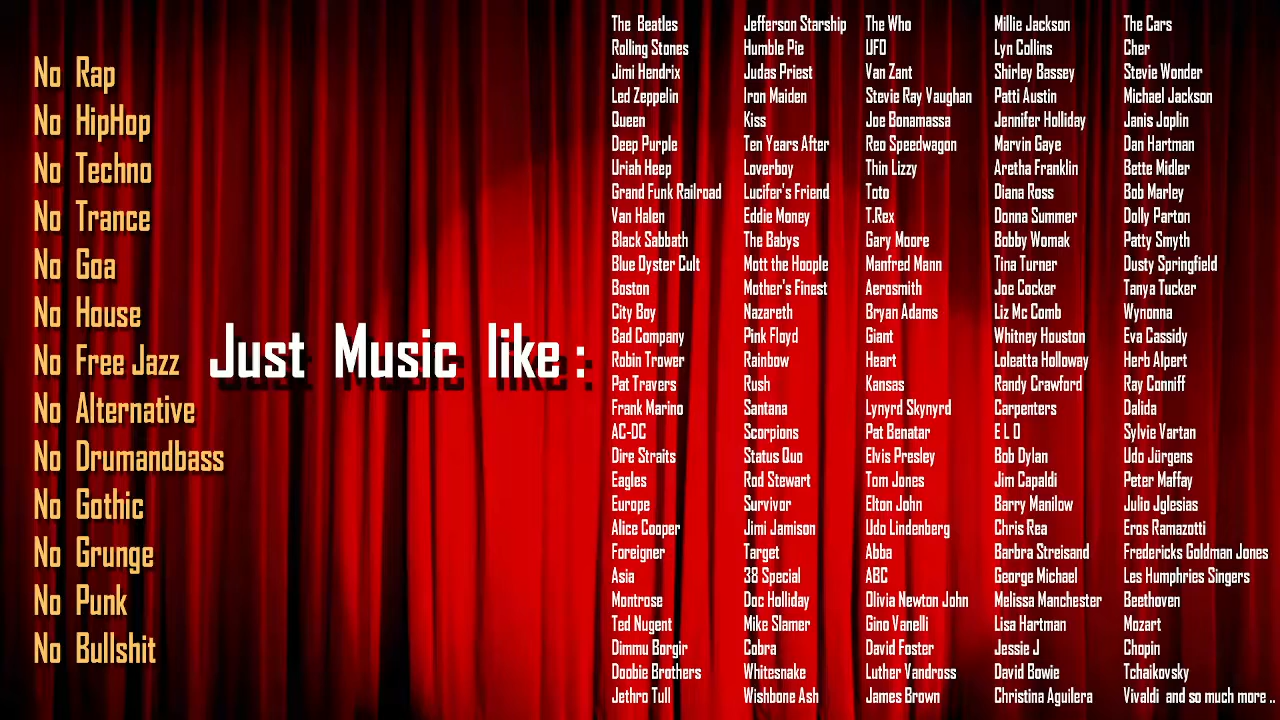 No Rap
No HipHop
No Techno
No Trance
No Goa
No House
No Free Jazz
No Alternative
No Drumandbass
No Gothic
No Grunge
No Punk
No Bullshit
Just Music like :
The Beatles
Rolling Stones
Jimi Hendrix
Led Zeppelin
Queen
Deep Purple
Uriah Heep
Grand Funk Railroad
Van Halen
Black Sabbath
Blue Oyster Cult
Boston
City Boy
Bad Company
Robin Trower
Pat Travers
Frank Marino
AC-DC
Dire Straits
Eagles
Europe
Alice Cooper
Foreigner
Asia
Montrose
Ted Nugent
Dimmu Borgir
Doobie Brothers
Jethro Tull
Jefferson Starship
Humble Pie
Judas Priest
Iron Maiden
Kiss
Ten Years After
Loverboy
Lucifer's Friend
Eddie Money
The Babys
Mott the Hoople
Mother's Finest
Nazareth
Pink Floyd
Rainbow
Rush
Santana
Scorpions
Status Quo
Rod Stewart
Survivor
Jimi Jamison
Target
38 Special
Doc Holliday
Mike Slamer
Cobra
Whitesnake
Wishbone Ash
The Who
UFO
Van Zant
Stevie Ray Vaughan
Joe Bonamassa
Reo Speedwagon
Thin Lizzy
Toto
T.Rex
Gary Moore
Manfred Mann
Aerosmith
Bryan Adams
Giant
Heart
Kansas
Lynyrd Skynyrd
Pat Benatar
Elvis Presley
Tom Jones
Elton John
Udo Lindenberg
Abba
ABC
Olivia Newton John
Gino Vanelli
David Foster
Luther Vandross
James Brown
Millie Jackson
Lyn Collins
Shirley Bassey
Patti Austin
Jennifer Holliday
Marvin Gaye
Aretha Franklin
Diana Ross
Donna Summer
Bobby Womak
Tina Turner
Joe Cocker
Liz Mc Comb
Whitney Houston
Loleatta Holloway
Randy Crawford
Carpenters
E L O
Bob Dylan
Jim Capaldi
Barry Manilow
Chris Rea
Barbra Streisand
George Michael
Melissa Manchester
Lisa Hartman
Jessie J
David Bowie
Christina Aguilera
The Cars
Cher
Stevie Wonder
Michael Jackson
Janis Joplin
Dan Hartman
Bette Midler
Bob Marley
Dolly Parton
Patty Smyth
Dusty Springfield
Tanya Tucker
Wynonna
Eva Cassidy
Herb Alpert
Ray Conniff
Dalida
Sylvie Vartan
Udo Jürgens
Peter Maffay
Julio Jglesias
Eros Ramazotti
Fredericks Goldman Jones
Les Humphries Singers
Beethoven
Mozart
Chopin
Tchaikovsky
Vivaldi and so much more ..